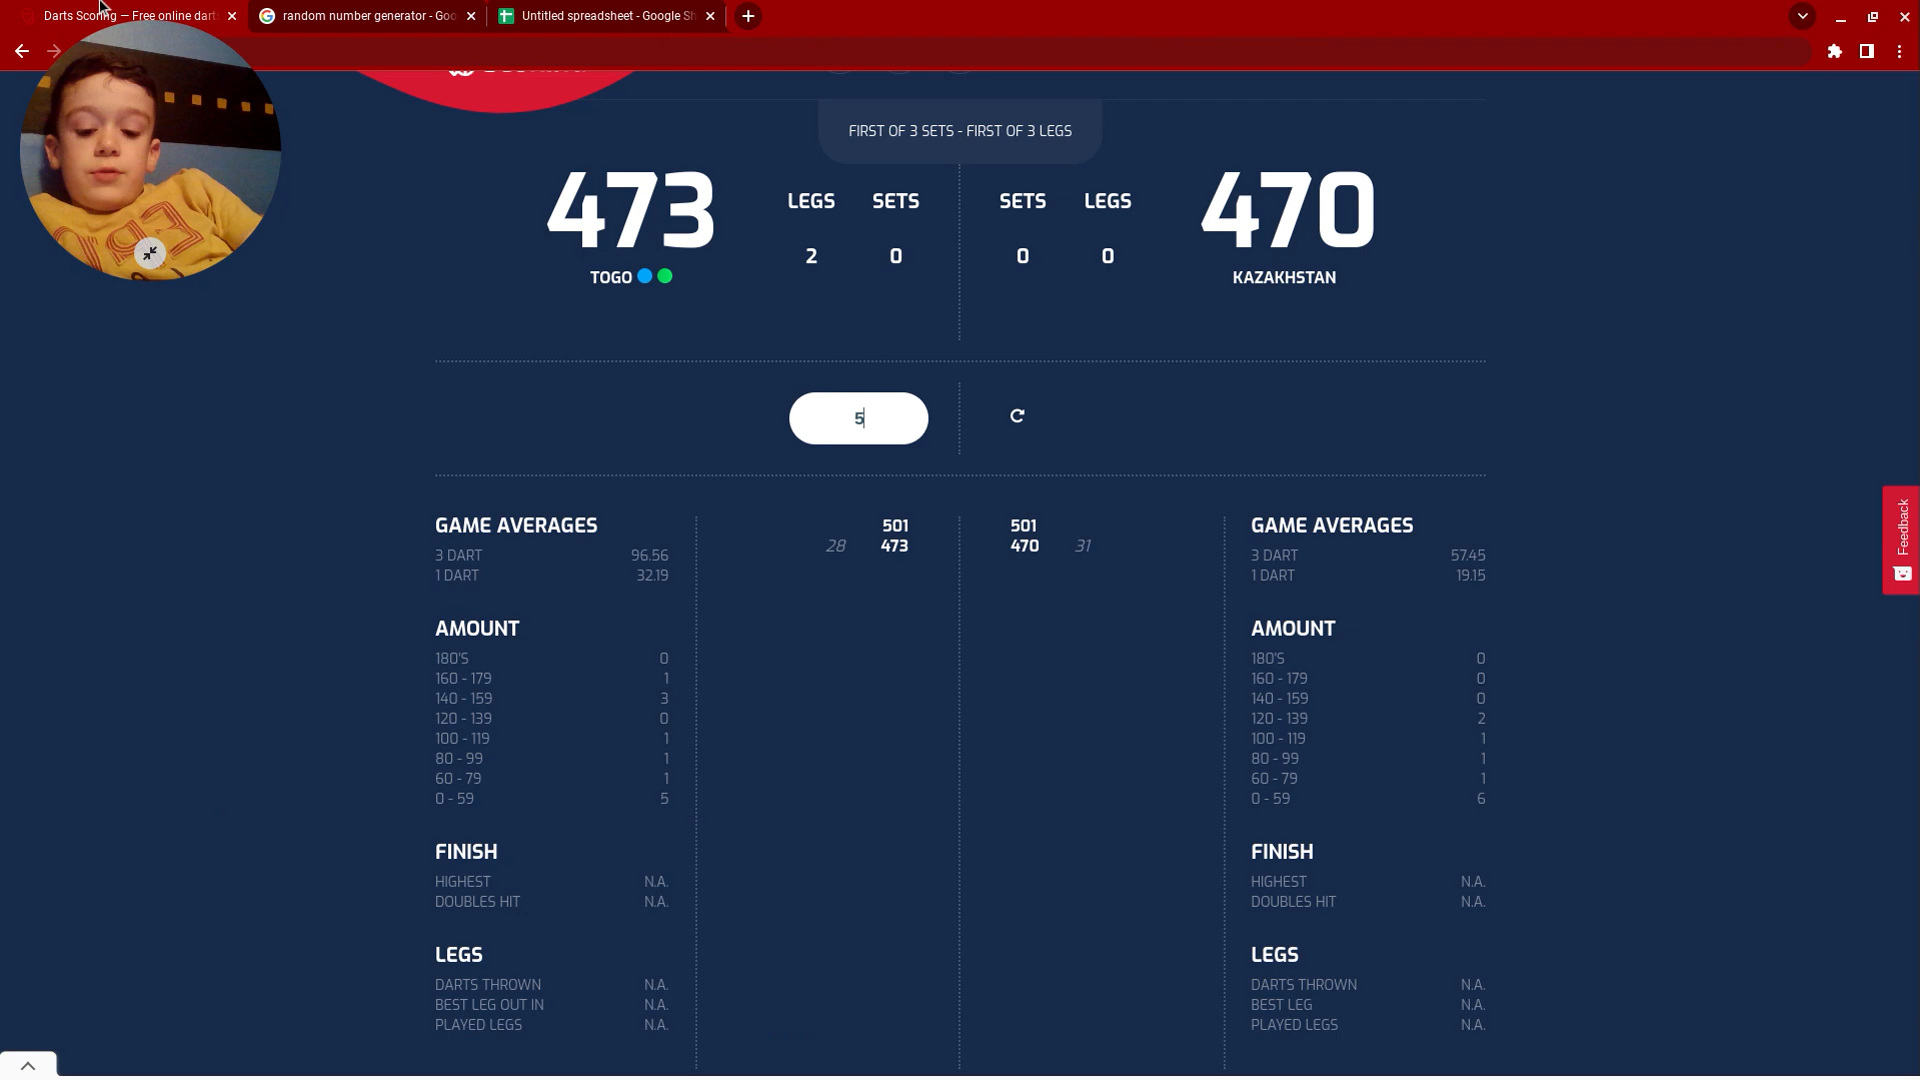 Darts Scoring — Free online dart
random number generator - Goo
Untitled spreadsheet - Google Sh
FIRST OF 3 SETS - FIRST OF 3 LEGS
473 LEGS SETS SETS LEGS 470
2 0 0 0
TOGO KAZAKHSTAN
5
GAME AVERAGES 501 501 GAME AVERAGES
28 473 470 31
3 DART 96.56 3 DART 57.45
1 DART 32.19 1 DART 19.15
AMOUNT AMOUNT
180'S 0 180'S 0
160 - 179 1 160 - 179 0
140 - 159 3 140 - 159 0
120 - 139 0 120 - 139 2
100 - 119 1 100 - 119 1
80 - 99 1 80 - 99 1
60 - 79 1 60 - 79 1
0 - 59 5 0 - 59 6
FINISH FINISH
HIGHEST N.A. HIGHEST N.A.
DOUBLES HIT N.A. DOUBLES HIT N.A.
LEGS LEGS
DARTS THROWN N.A. DARTS THROWN N.A.
BEST LEG OUT IN N.A. BEST LEG N.A.
PLAYED LEGS N.A. PLAYED LEGS N.A.
Feedback